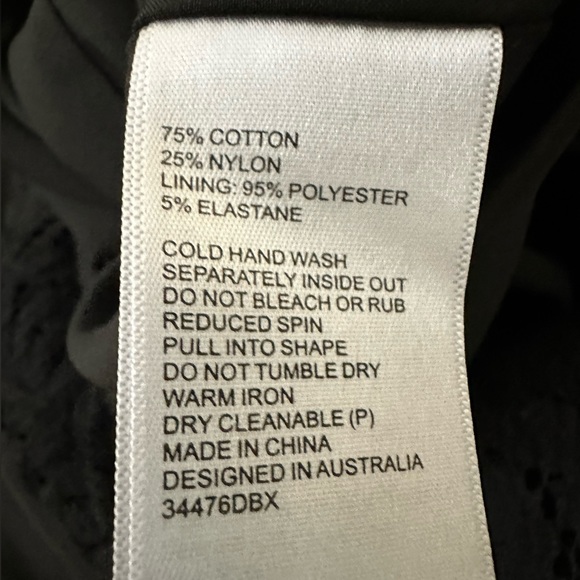 75% COTTON
25% NYLON
LINING: 95% POLYESTER
5% ELASTANE
COLD HAND WASH
SEPARATELY INSIDE OUT
DO NOT BLEACH OR RUB
REDUCED SPIN
PULL INTO SHAPE
DO NOT TUMBLE DRY
WARM IRON
DRY CLEANABLE (P)
MADE IN CHINA
DESIGNED IN AUSTRALIA
34476DBX